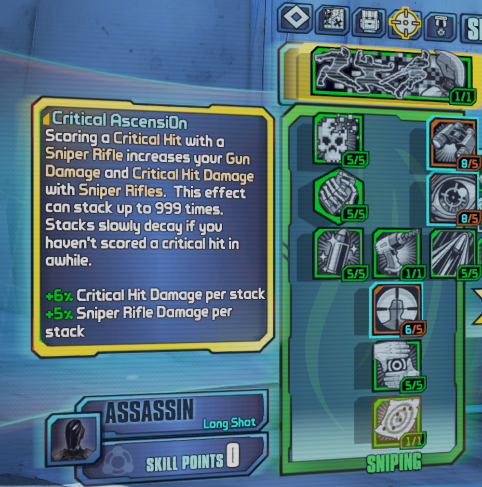 S
1/1
Critical Ascensi0n
Scoring a Critical Hit with a
Sniper Rifle increases your Gun
Damage and Critical Hit Damage
with Sniper Rifles. This effect
can stack up to 999 times.
Stacks slowly decay if you
haven't scored a critical hit in
awhile.
+6% Critical Hit Damage per stack
+5% Sniper Rifle Damage per
stack
5/5
8/5
5/5
8/5
5/5
1/1
5/5
6/5
5/5
1/1
SNIPING
ASSASSIN
Long Shot
SKILL POINTS 0